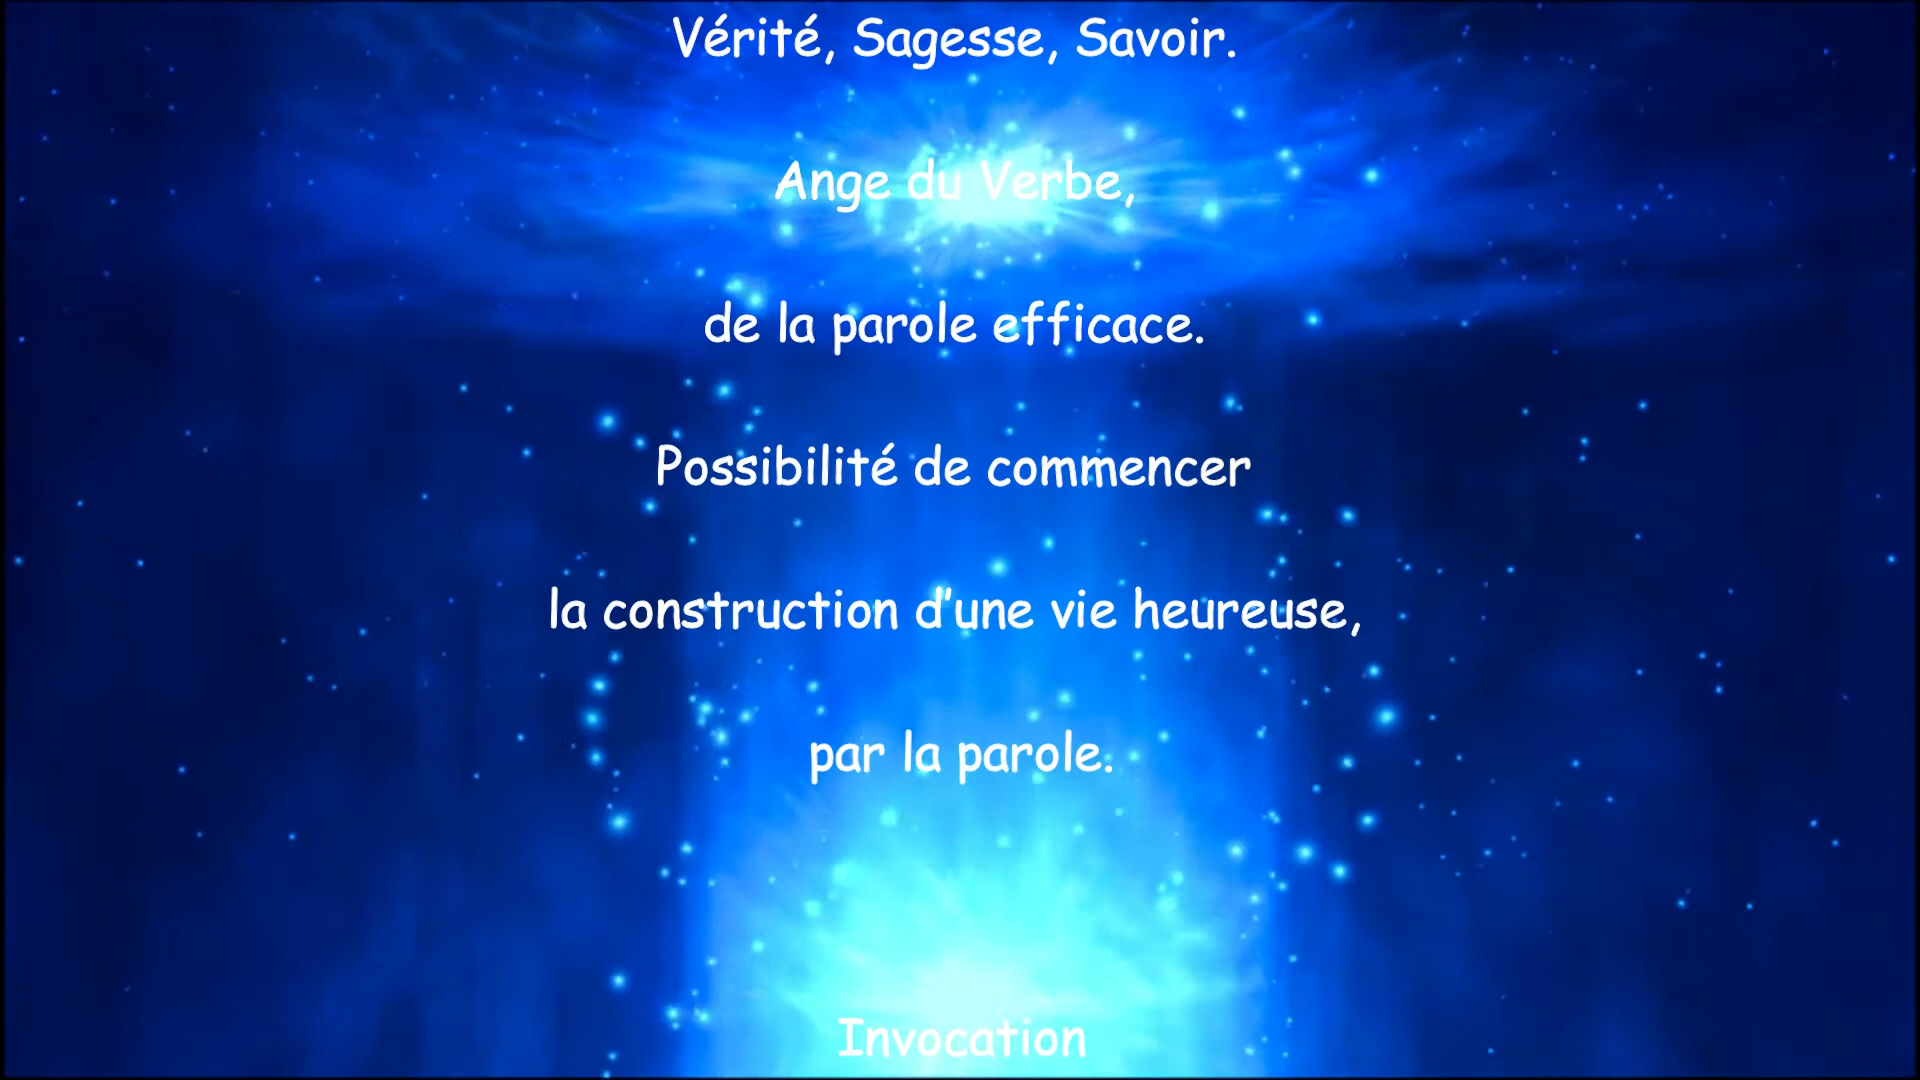 Vérité, Sagesse, Savoir.
Ange du Verbe,
de la parole efficace.
Possibilité de commencer
la construction d'une vie heureuse,
par la parole.
Invocation